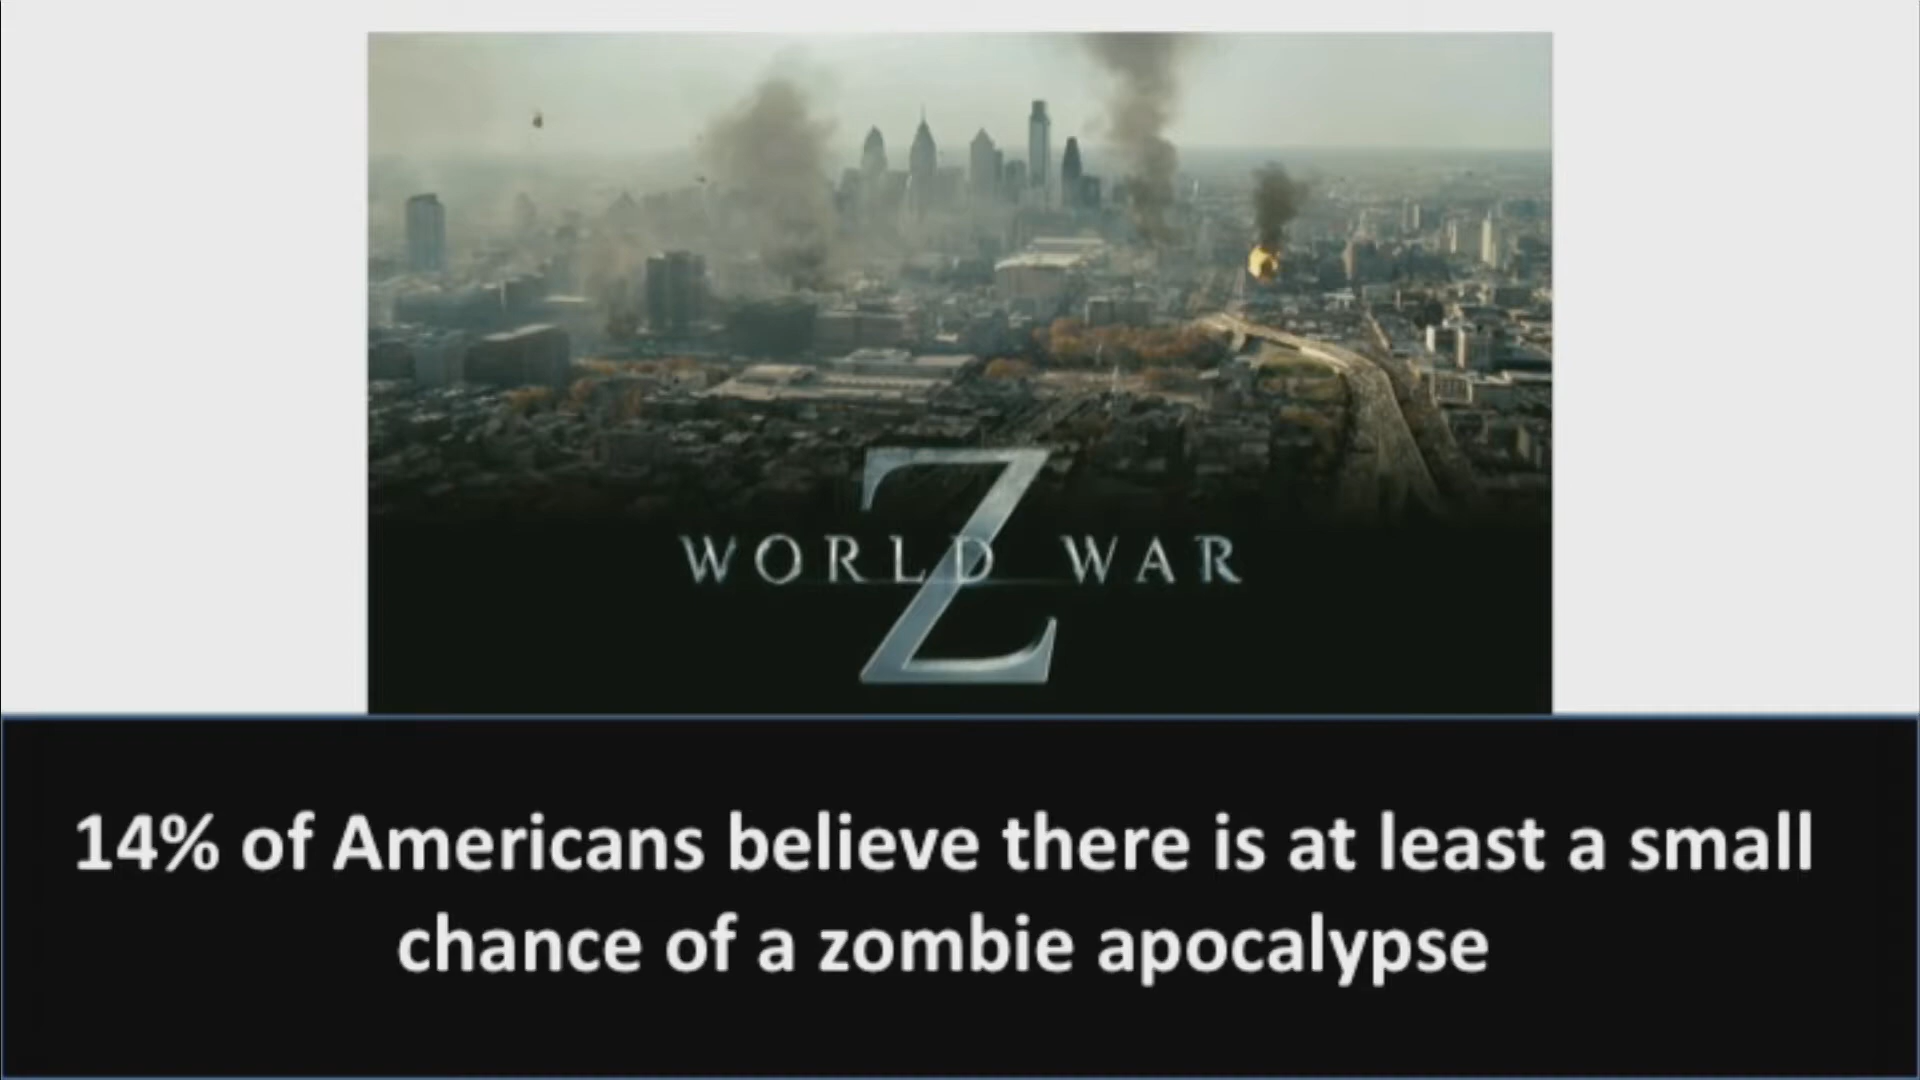 WORLD WAR
Z
14% of Americans believe there is at least a small
chance of a zombie apocalypse